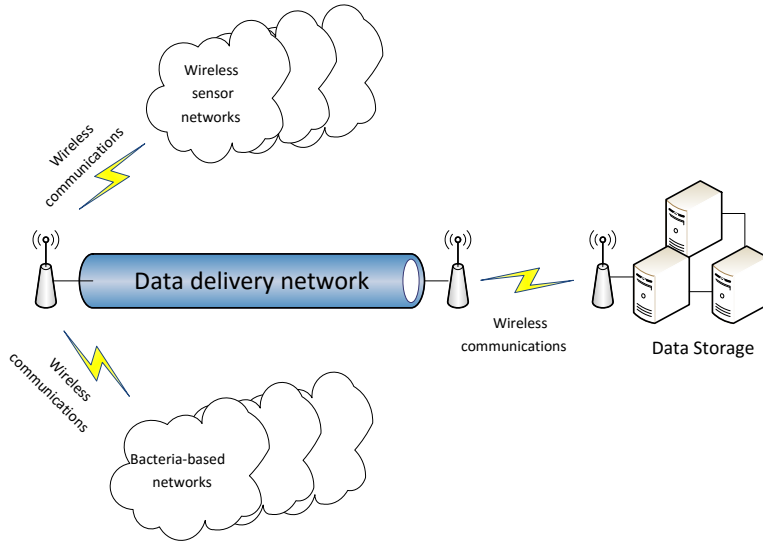 Wireless
sensor
networks
Wireless
communications
Data delivery network
Wireless
communications
Data Storage
Wireless
communications
Bacteria-based
networks